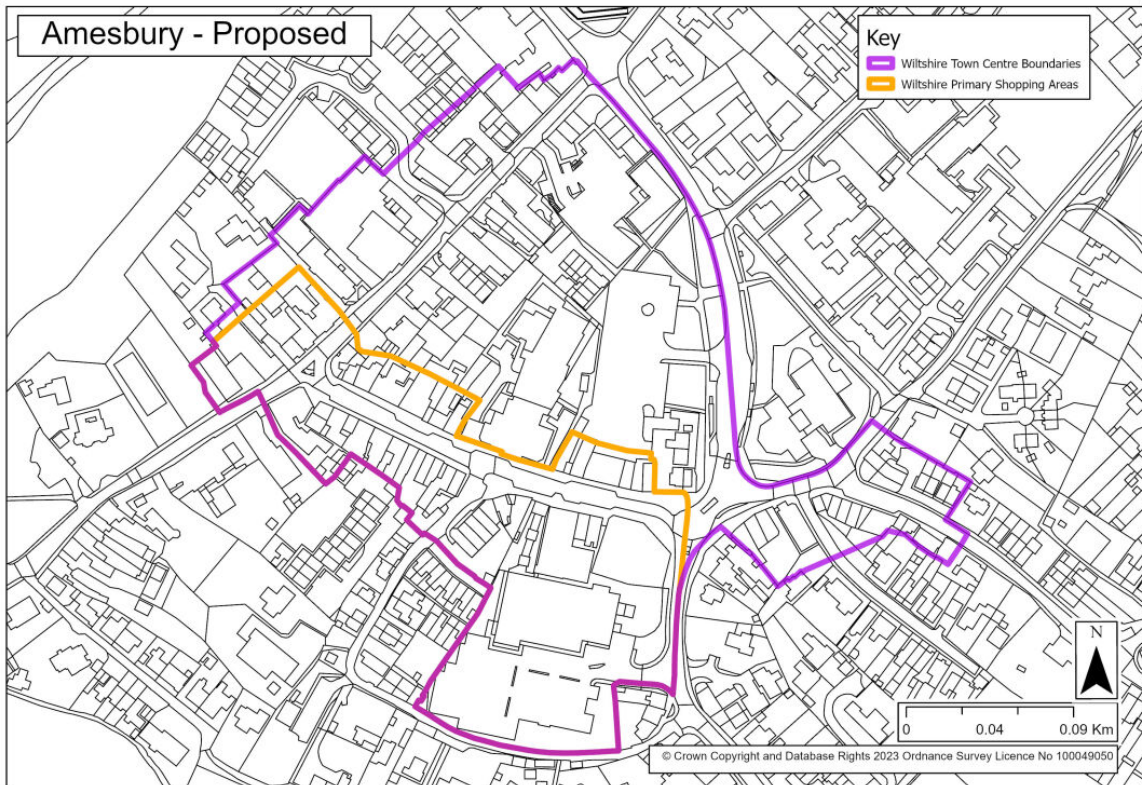 Amesbury - Proposed
Key
Wiltshire Town Centre Boundaries
Wiltshire Primary Shopping Areas
N
0 0.04 0.09 Km
© Crown Copyright and Database Rights 2023 Ordnance Survey Licence No 100049050